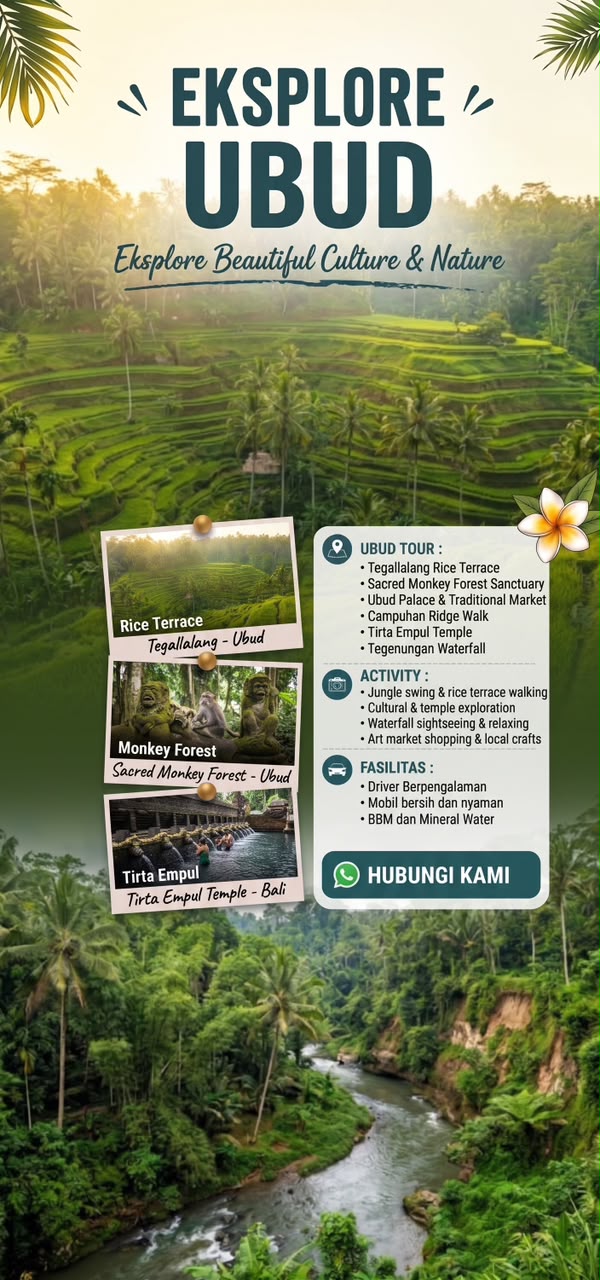 EKSPLORE
UBUD
Eksplore Beautiful Culture & Nature
Rice Terrace
Tegallalang - Ubud
Monkey Forest
Sacred Monkey Forest - Ubud
Tirta Empul
Tirta Empul Temple - Bali
UBUD TOUR :
• Tegallalang Rice Terrace
• Sacred Monkey Forest Sanctuary
• Ubud Palace & Traditional Market
• Campuhan Ridge Walk
• Tirta Empul Temple
• Tegenungan Waterfall
ACTIVITY :
• Jungle swing & rice terrace walking
• Cultural & temple exploration
• Waterfall sightseeing & relaxing
• Art market shopping & local crafts
FASILITAS :
• Driver Berpengalaman
• Mobil bersih dan nyaman
• BBM dan Mineral Water
HUBUNGI KAMI